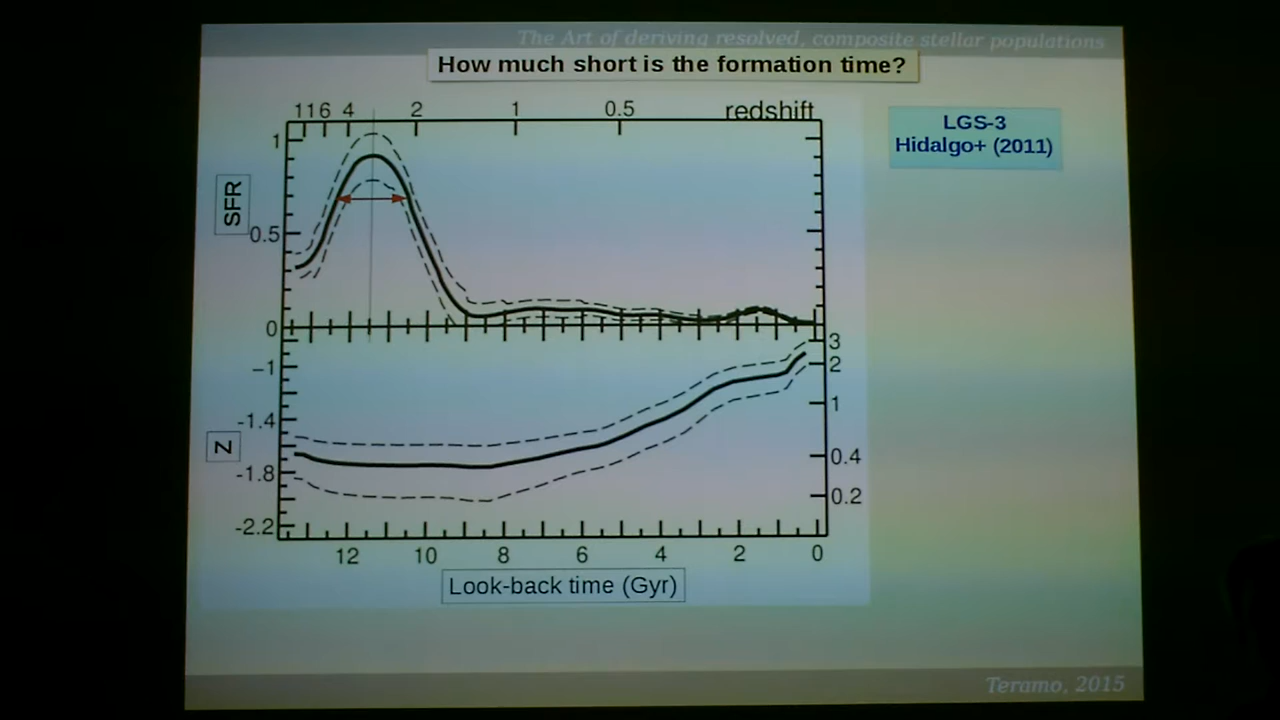 The Art of deriving resolved, composite stellar populations
How much short is the formation time?
LGS-3
Hidalgo+ (2011)
116 4 2 1 0.5 redshift
1
SFR
0.5
0
3
-1
2
1
-1.4
Z
0.4
-1.8
0.2
-2.2
12 10 8 6 4 2 0
Look-back time (Gyr)
Teramo, 2015